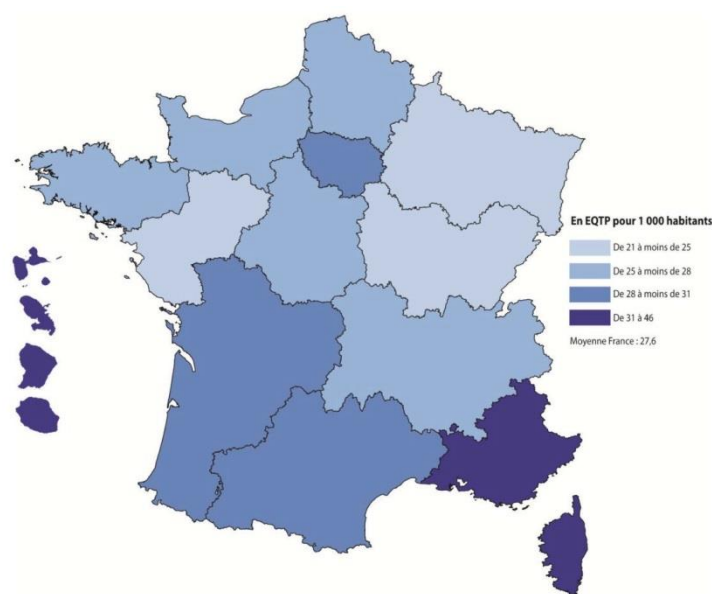 En EQTP pour 1 000 habitants
De 21 à moins de 25
De 25 à moins de 28
De 28 à moins de 31
De 31 à 46
Moyenne France : 27,6